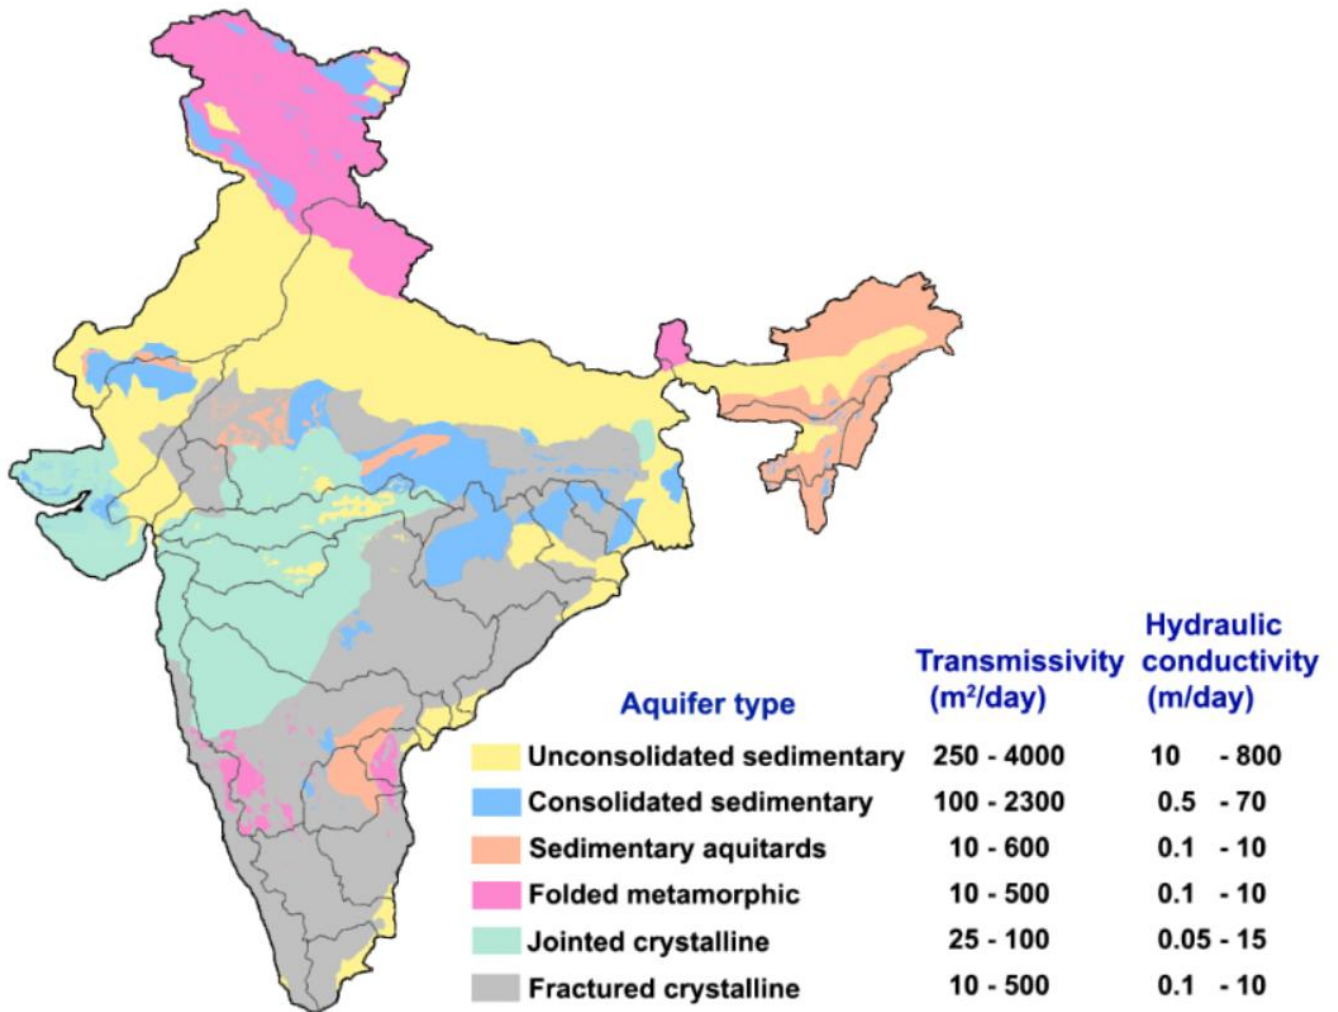 Aquifer type Transmissivity (m²/day) Hydraulic conductivity (m/day)
Unconsolidated sedimentary 250 - 4000 10 - 800
Consolidated sedimentary 100 - 2300 0.5 - 70
Sedimentary aquitards 10 - 600 0.1 - 10
Folded metamorphic 10 - 500 0.1 - 10
Jointed crystalline 25 - 100 0.05 - 15
Fractured crystalline 10 - 500 0.1 - 10